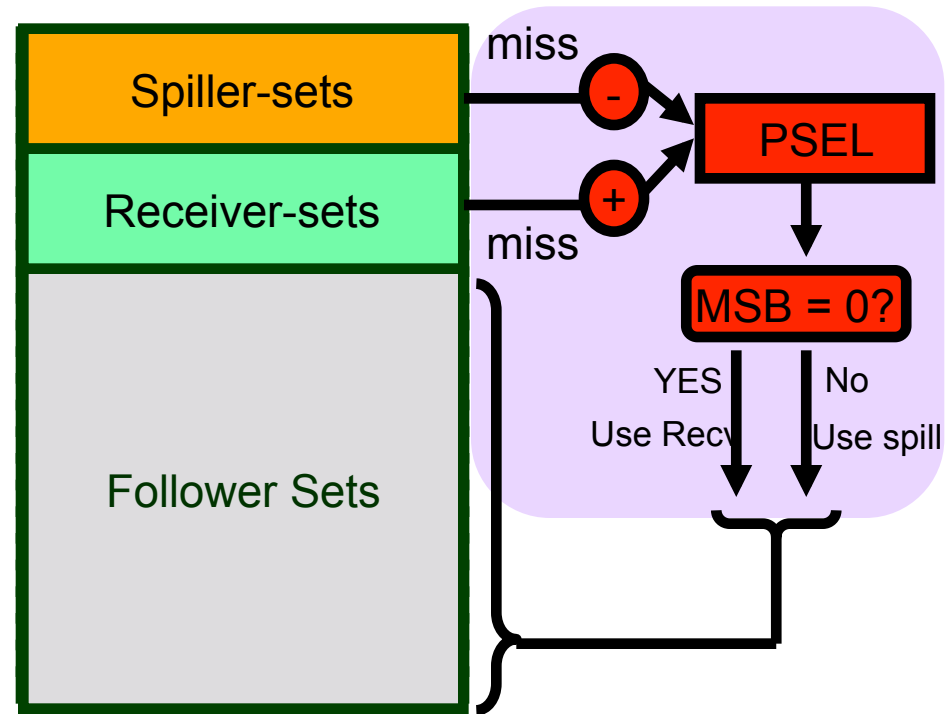 miss
Spiller-sets
-
PSEL
Receiver-sets
+
miss
MSB = 0?
YES
No
Use Recv
Use spill
Follower Sets